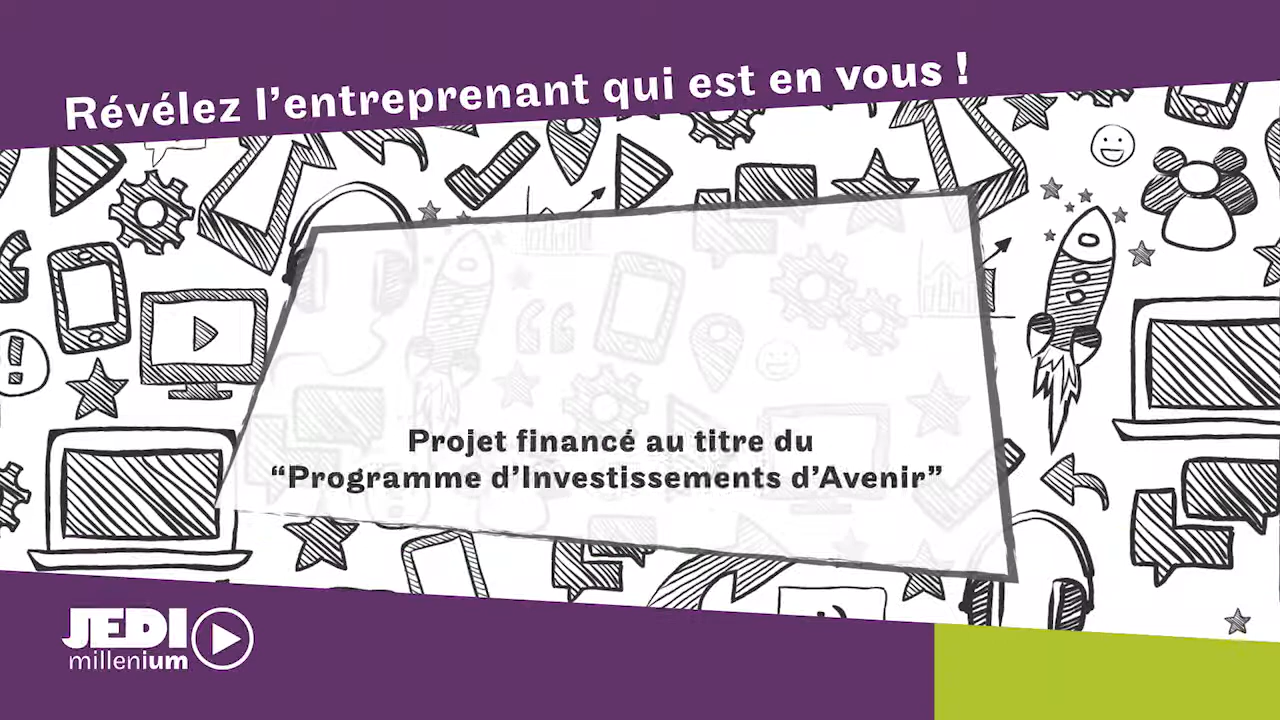 Révélez l’entreprenant qui est en vous !
Projet financé au titre du
“Programme d’Investissements d’Avenir”
JEDI
millenium